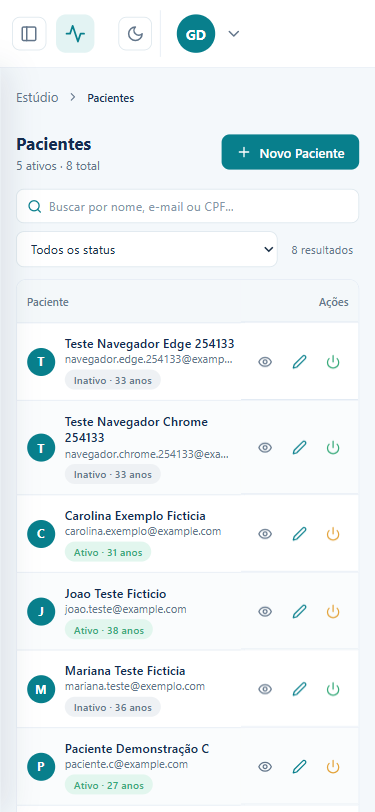 GD
Estúdio > Pacientes
Pacientes
5 ativos · 8 total
+ Novo Paciente
Buscar por nome, e-mail ou CPF...
Todos os status
8 resultados
Paciente
Ações
T
Teste Navegador Edge 254133
navegador.edge.254133@examp...
Inativo · 33 anos
T
Teste Navegador Chrome
254133
navegador.chrome.254133@exa...
Inativo · 33 anos
C
Carolina Exemplo Ficticia
carolina.exemplo@example.com
Ativo · 31 anos
J
Joao Teste Ficticio
joao.teste@example.com
Ativo · 38 anos
M
Mariana Teste Ficticia
mariana.teste@exemplo.com
Inativo · 36 anos
P
Paciente Demonstração C
paciente.c@example.com
Ativo · 27 anos